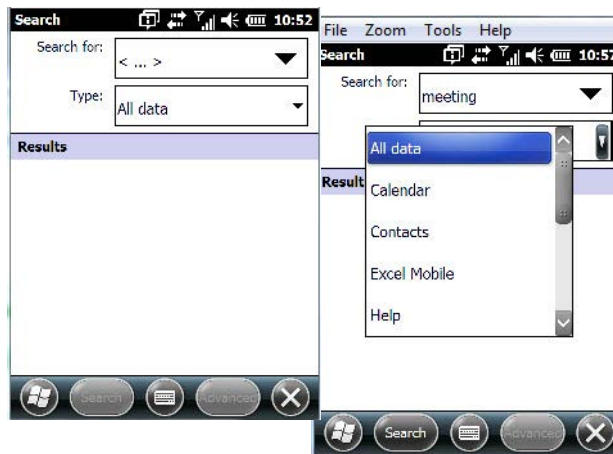 Search 10:52
Search for:
< ... >
Type:
All data
Results
Search Advanced
File Zoom Tools Help
Search 10:57
Search for:
meeting
All data
Result
Calendar
Contacts
Excel Mobile
Help
Search Advanced